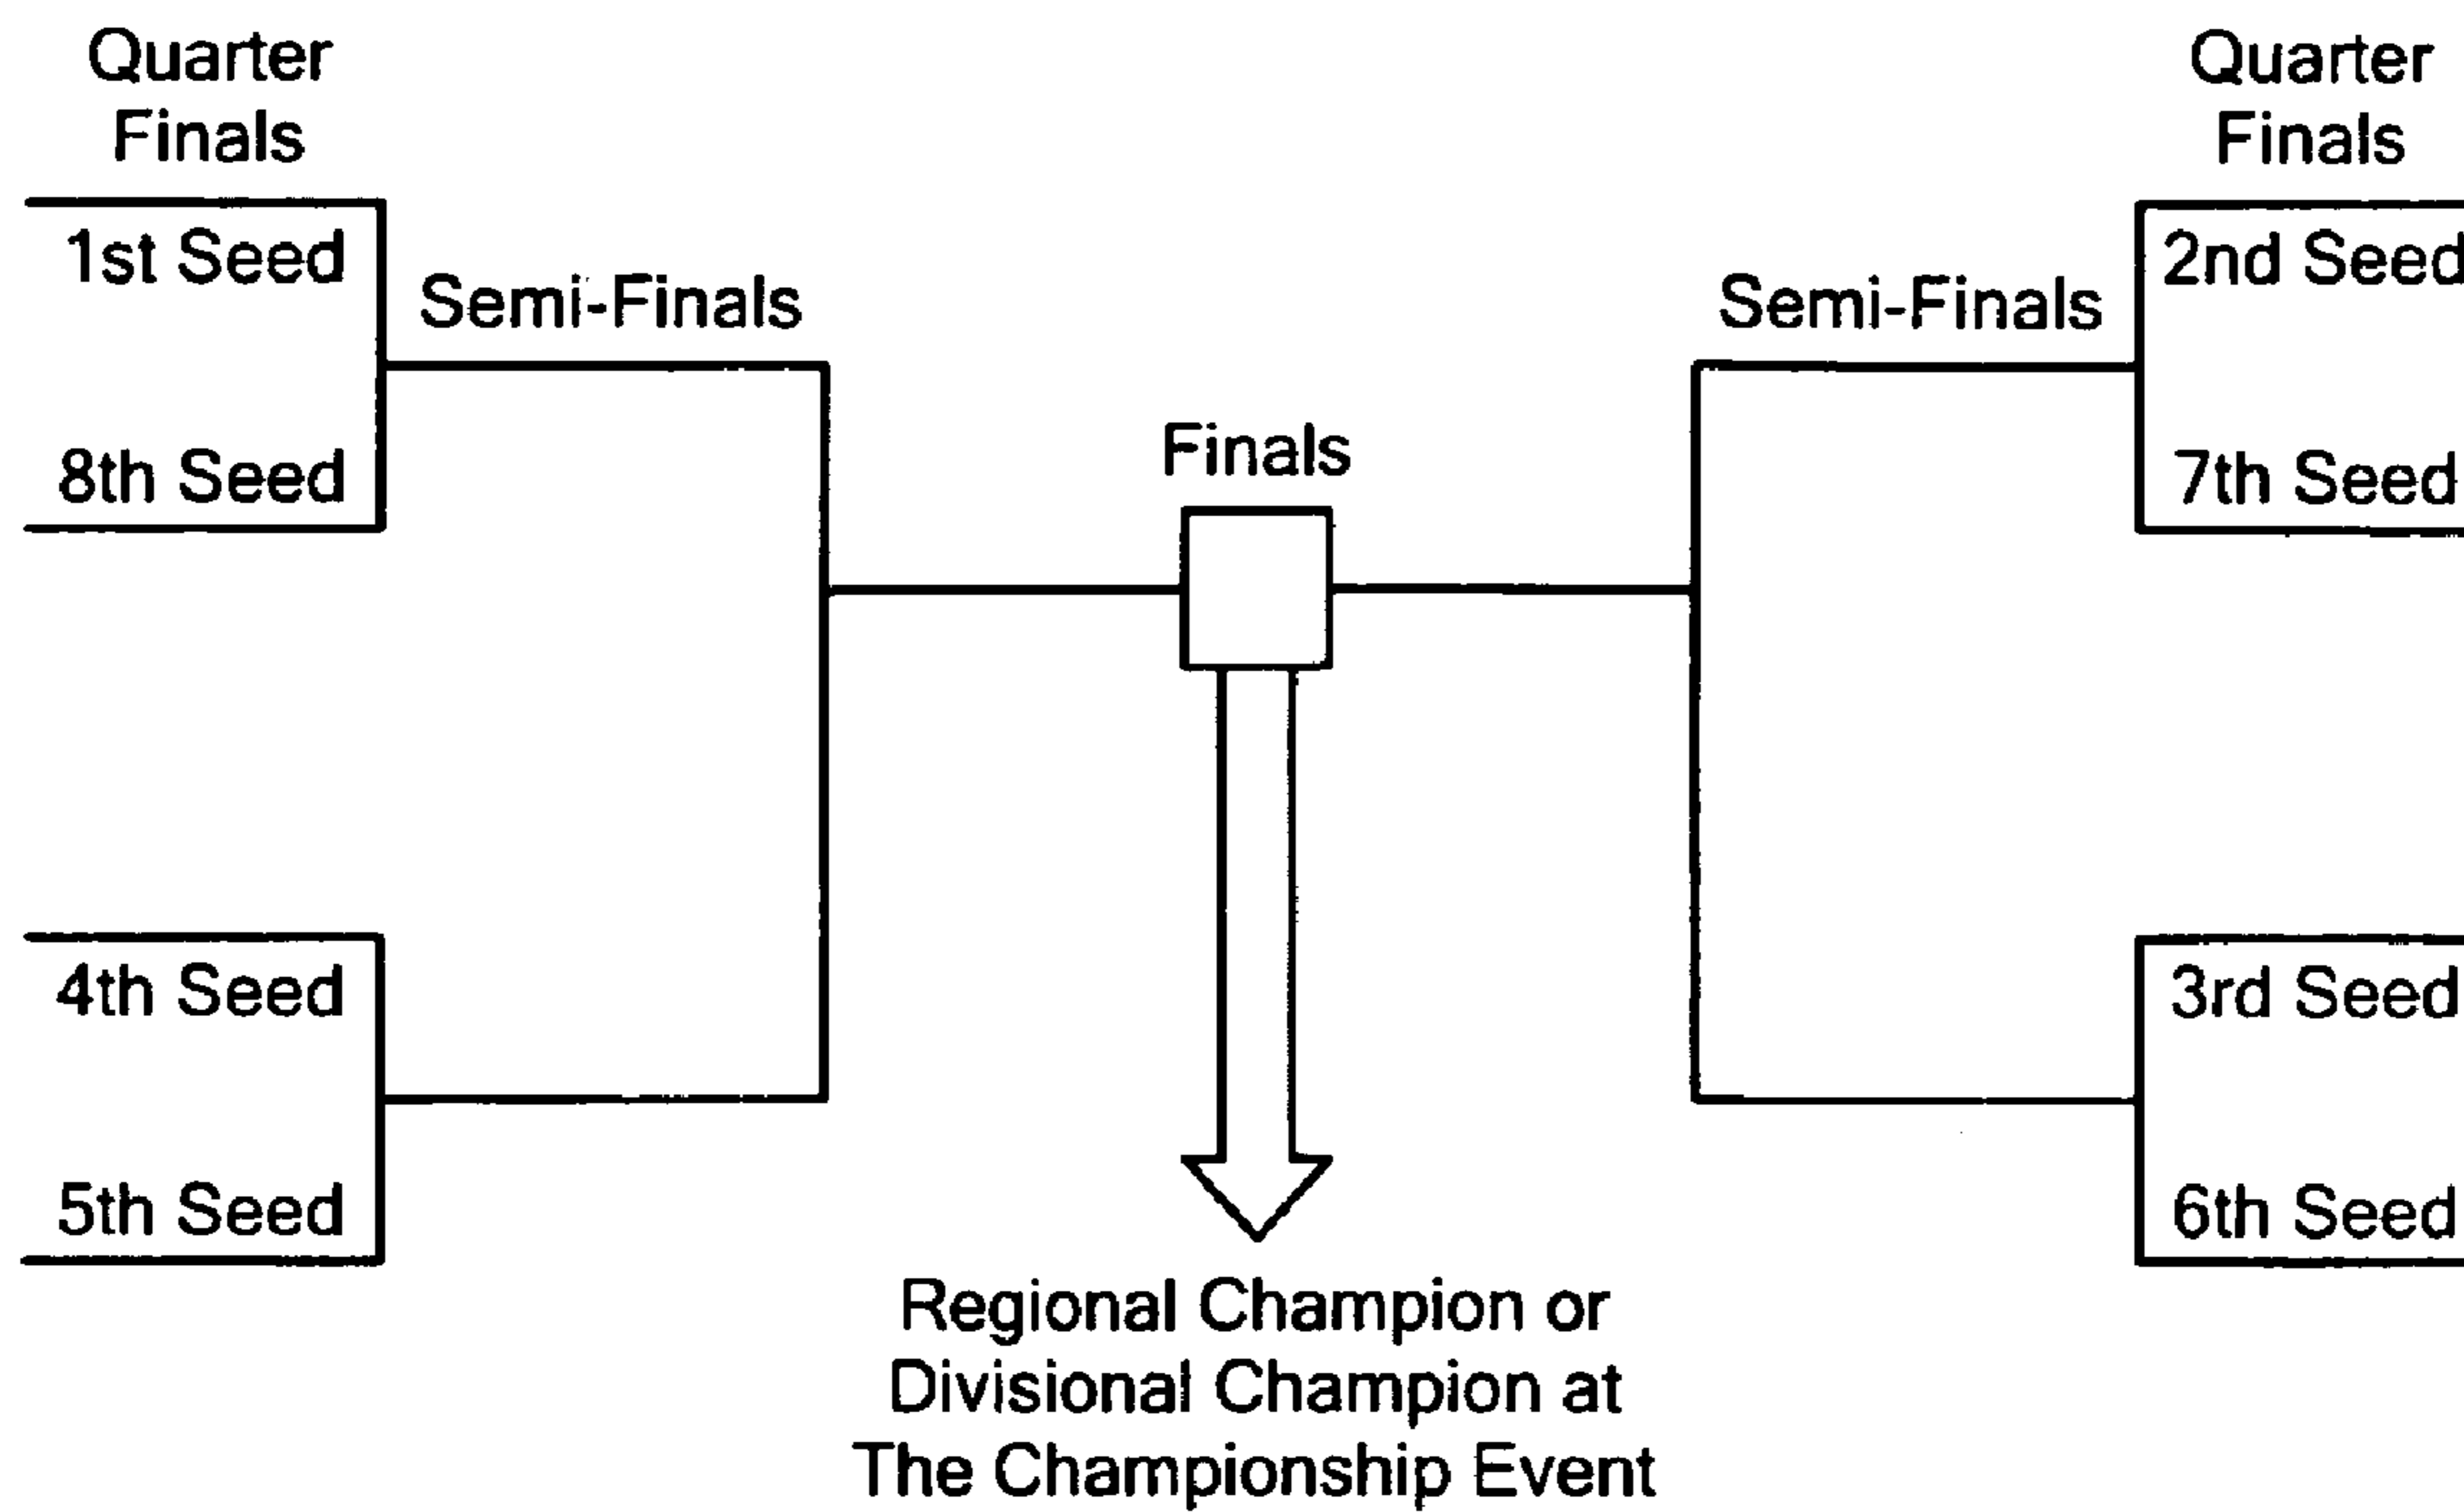 Quarter
Finals
1st Seed
8th Seed
Semi-Finals
4th Seed
5th Seed
Finals
Regional Champion or
Divisional Champion at
The Championship Event
Semi-Finals
Quarter
Finals
2nd Seed
7th Seed
3rd Seed
6th Seed